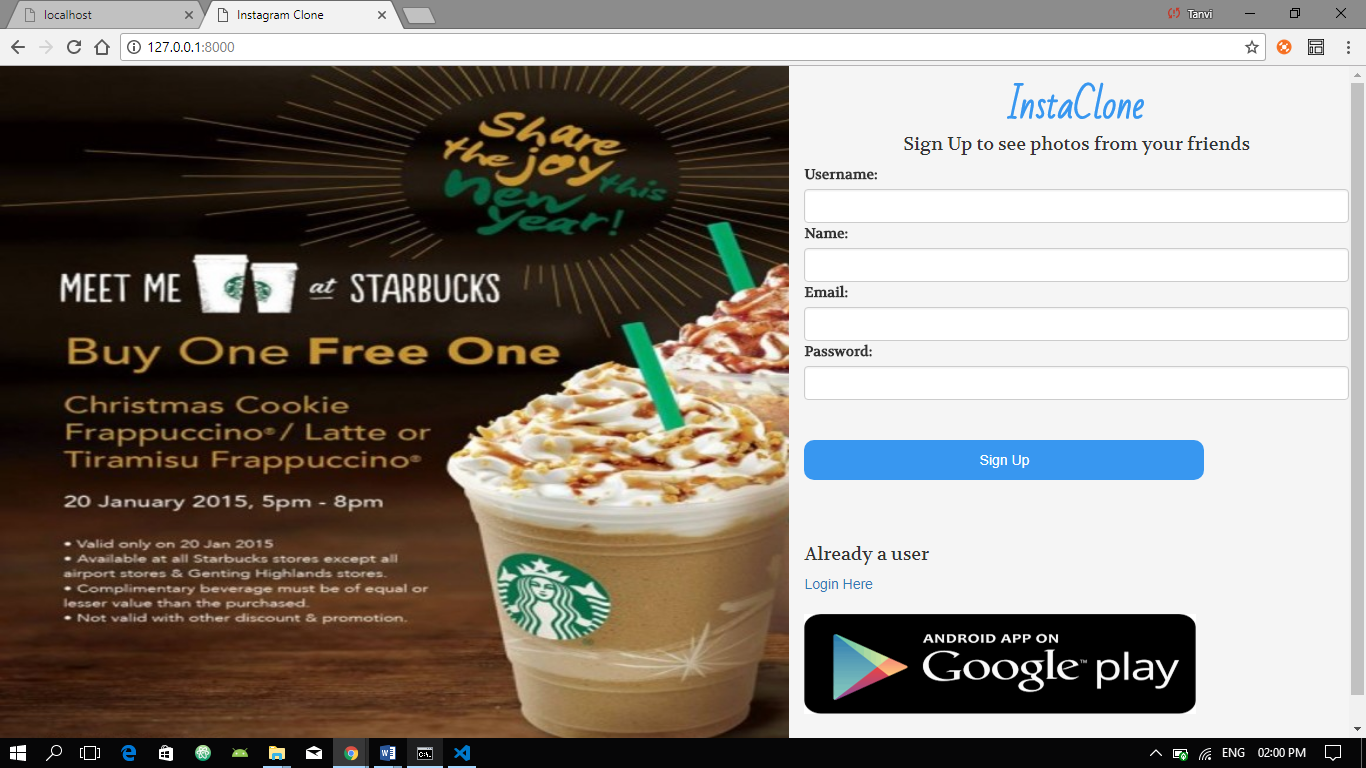 localhost
Instagram Clone
Tanvi
127.0.0.1:8000
Share
the joy
new this
year!
MEET ME at STARBUCKS
Buy One Free One
Christmas Cookie
Frappuccino® / Latte or
Tiramisu Frappuccino®
20 January 2015, 5pm - 8pm
• Valid only on 20 Jan 2015
• Available at all Starbucks stores except all
airport stores & Genting Highlands stores.
• Complimentary beverage must be of equal or
lesser value than the purchased.
• Not valid with other discount & promotion.
InstaClone
Sign Up to see photos from your friends
Username:
Name:
Email:
Password:
Sign Up
Already a user
Login Here
ANDROID APP ON
Google™ play
ENG
02:00 PM